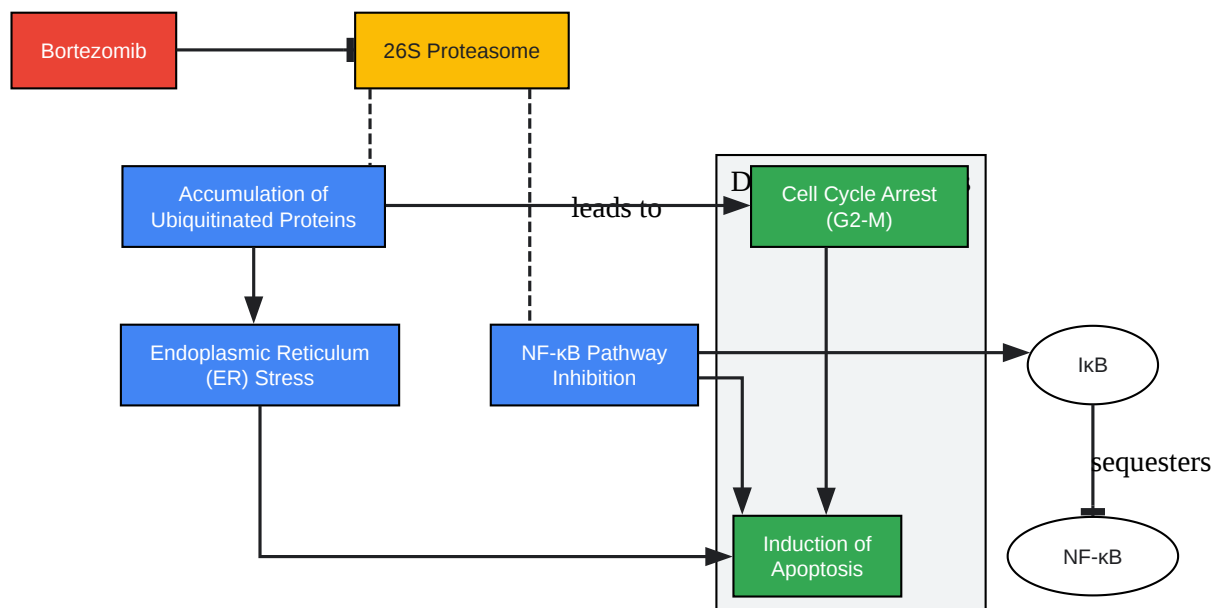 Bortezomib
26S Proteasome
Accumulation of
Ubiquitinated Proteins
leads to
Cell Cycle Arrest
(G2-M)
Endoplasmic Reticulum
(ER) Stress
NF-κB Pathway
Inhibition
IκB
sequesters
Induction of
Apoptosis
NF-κB